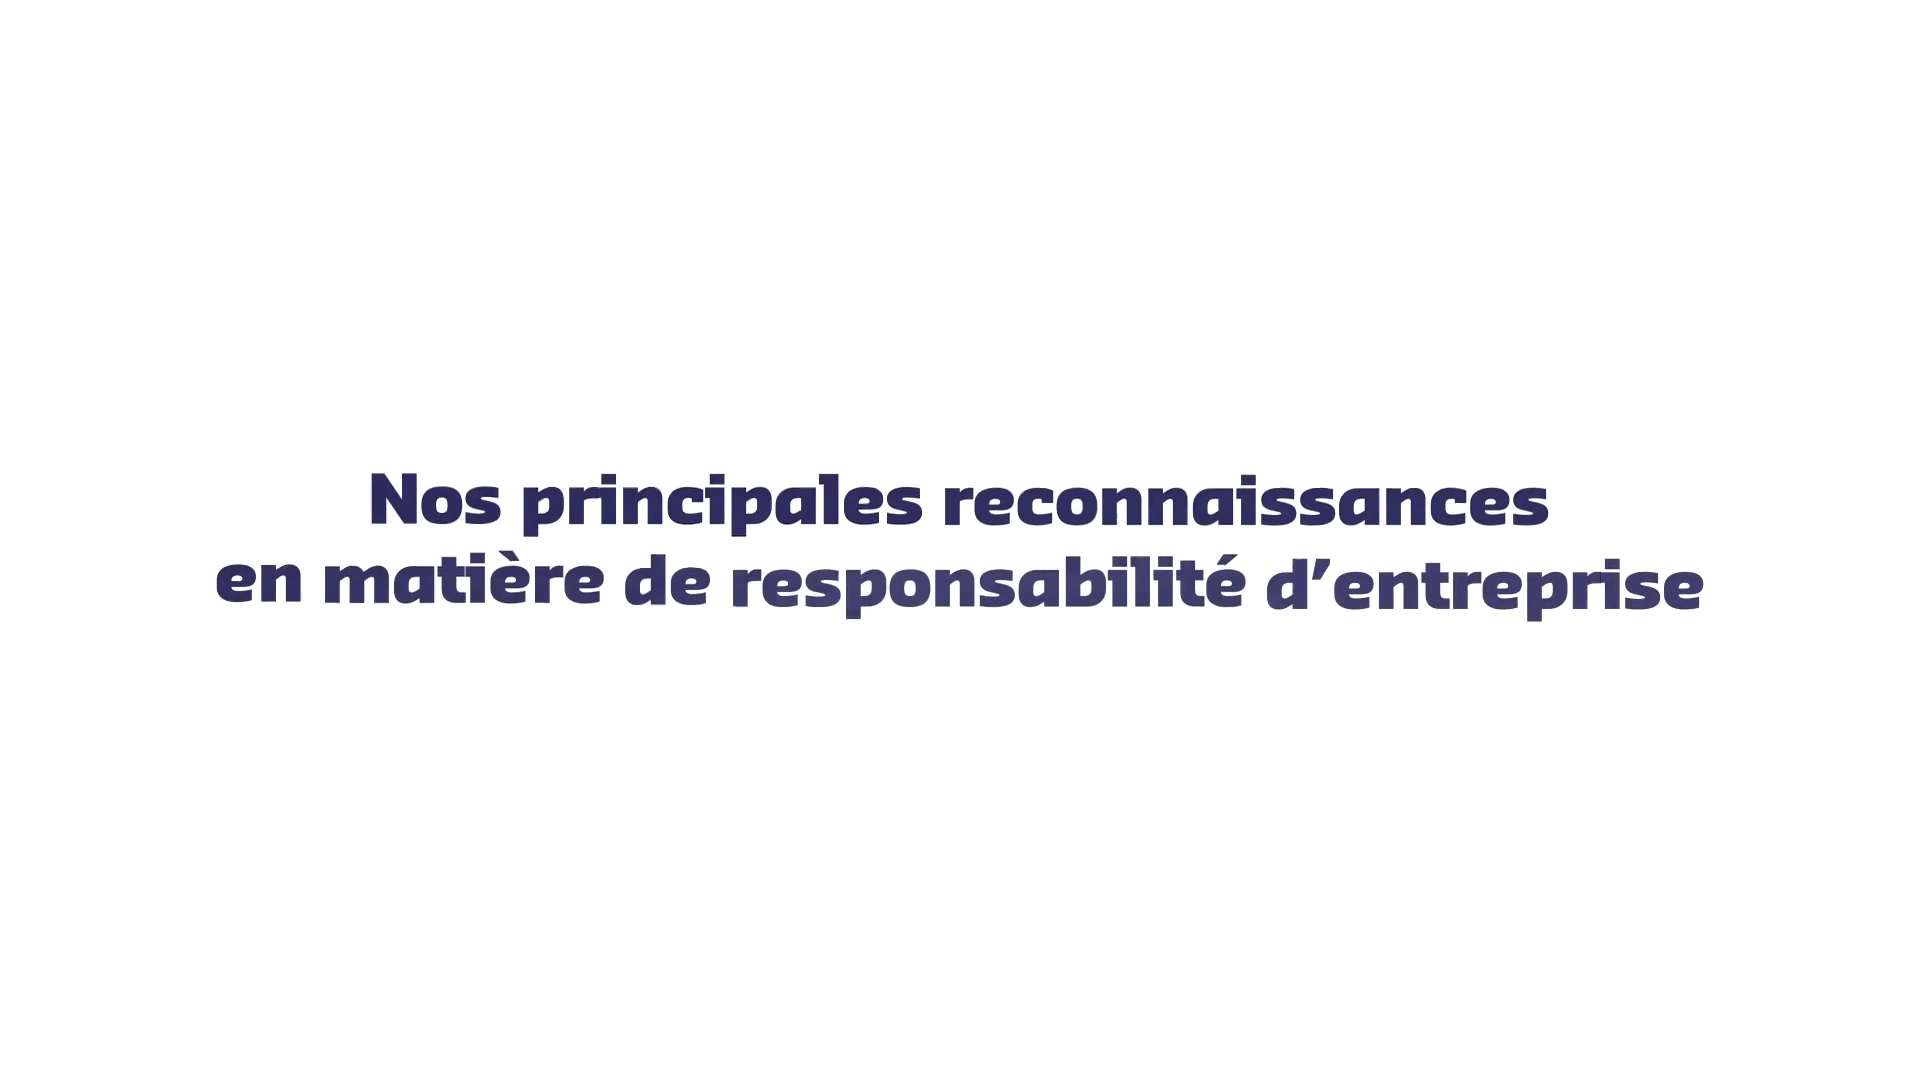 Nos principales reconnaissances
en matière de responsabilité d’entreprise